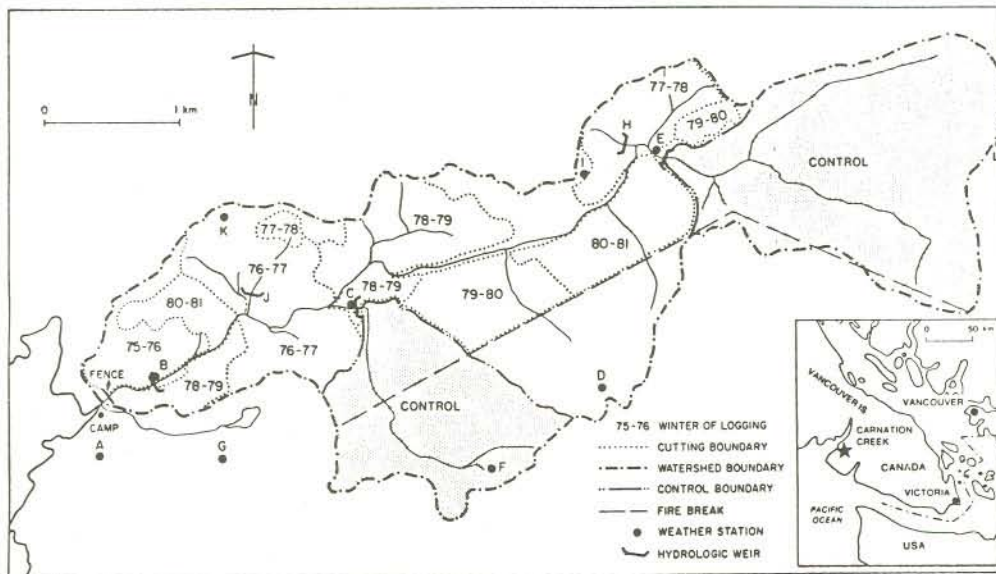 0 1 km
N
77-78
79-80
H
E
I
CONTROL
L
K
77-78
78-79
76-77
J
80-81
80-81
C
78-79
79-80
75-76
B
76-77
FENCE
78-79
CAMP
A
G
CONTROL
D
F
75-76 WINTER OF LOGGING
CUTTING BOUNDARY
WATERSHED BOUNDARY
CONTROL BOUNDARY
FIRE BREAK
WEATHER STATION
HYDROLOGIC WEIR
0 50 km
VANCOUVER IS
VANCOUVER
CARNATION
CREEK
CANADA
VICTORIA
PACIFIC
OCEAN
USA